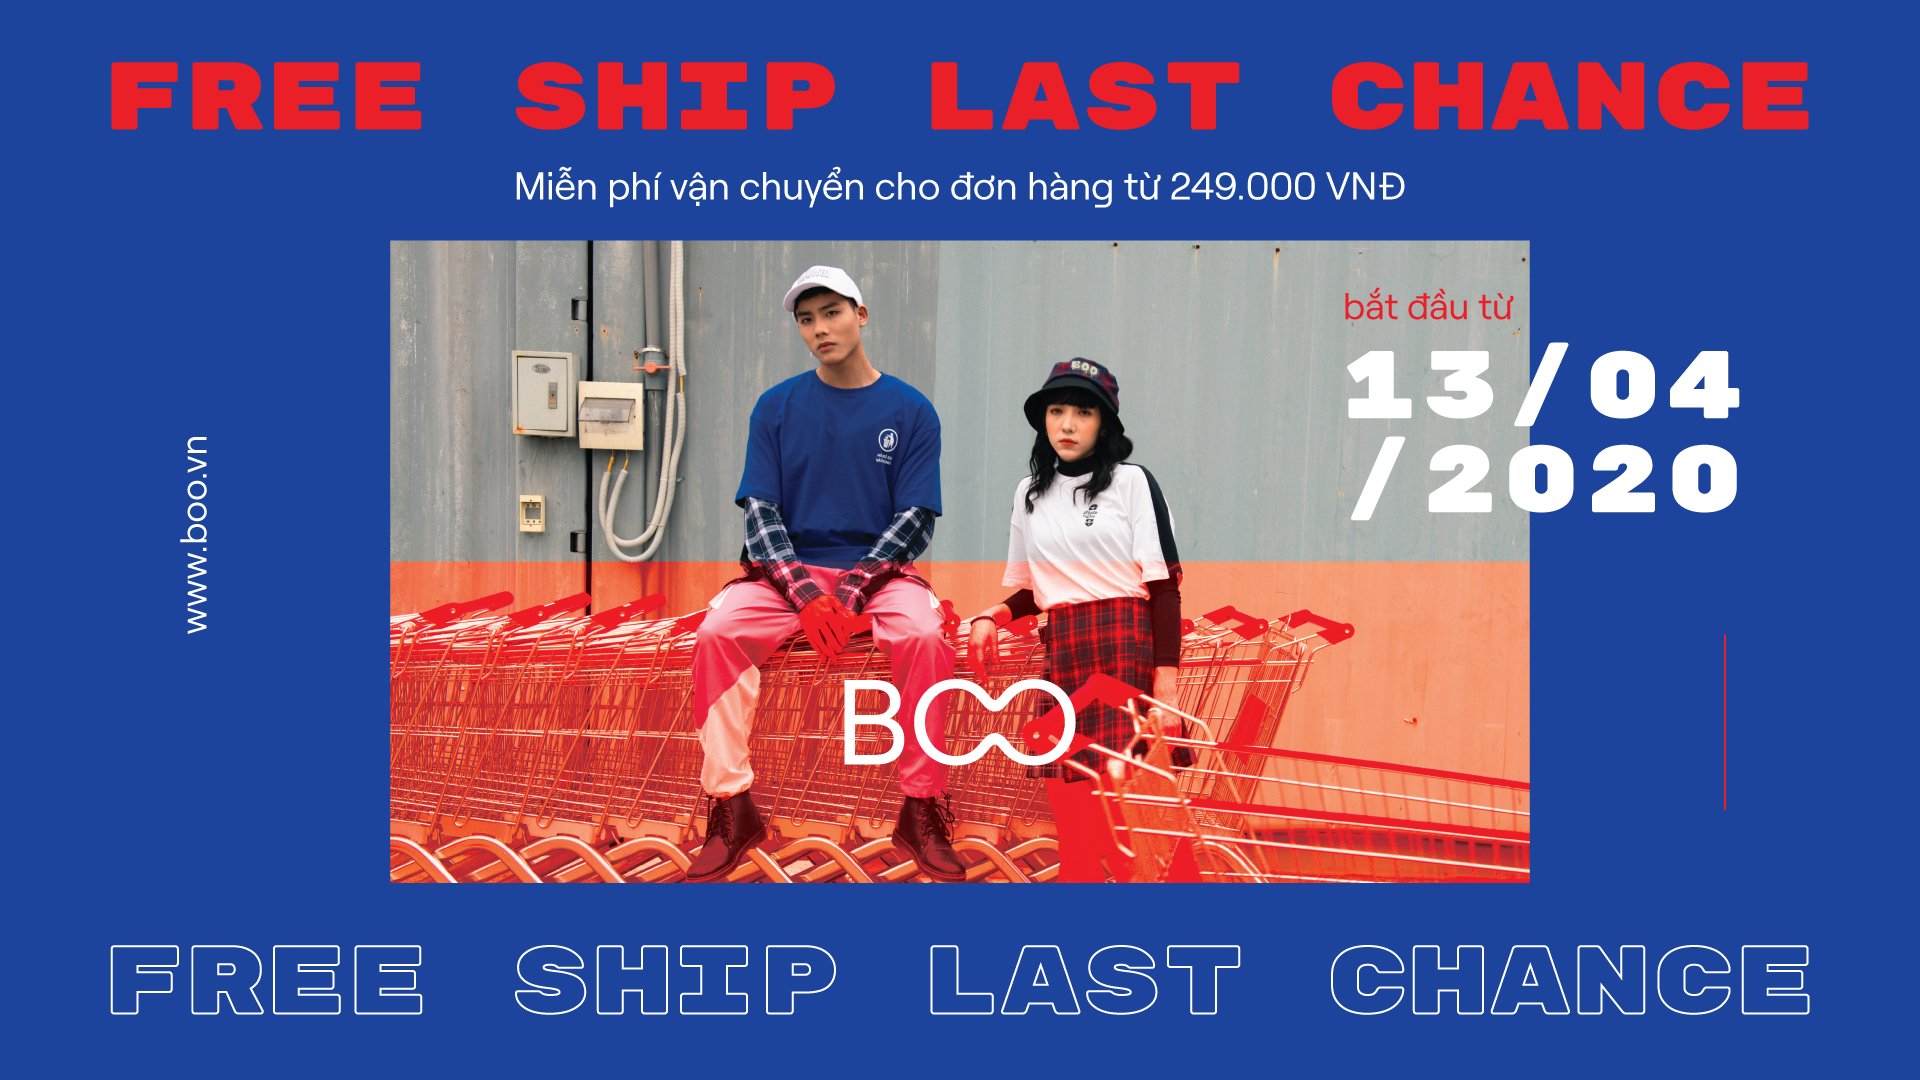 FREE SHIP LAST CHANCE
Miễn phí vận chuyển cho đơn hàng từ 249.000 VNĐ
bắt đầu từ
13/04
/2020
www.boo.vn
BOO
BOO
FREE SHIP LAST CHANCE